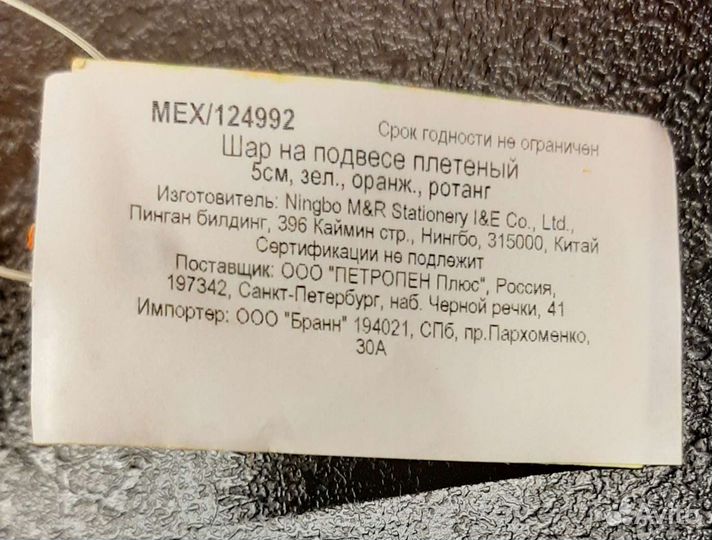 MEX/124992
Срок годности не ограничен
Шар на подвесе плетеный
5см, зел., оранж., ротанг
Изготовитель: Ningbo M&R Stationery I&E Co., Ltd.,
Пинган билдинг, 396 Каймин стр., Нингбо, 315000, Китай
Сертификации не подлежит
Поставщик: ООО "ПЕТРОПЕН Плюс", Россия,
197342, Санкт-Петербург, наб. Черной речки, 41
Импортер: ООО "Бранн" 194021, СПб, пр.Пархоменко,
30А
Avito